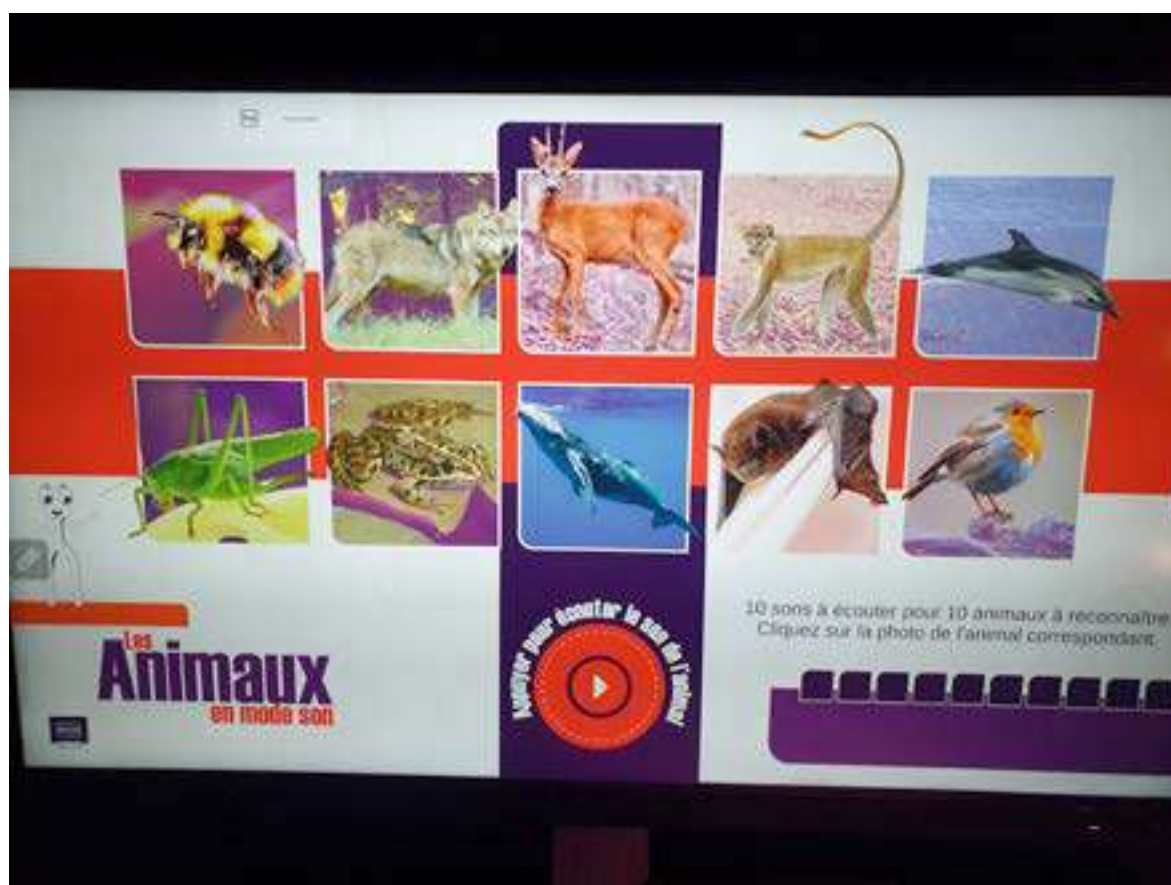 10 sons à écouter pour 10 animaux à reconnaître
Cliquez sur la photo de l'animal correspondant.
Appuyer pour écouter le son de l'animal
Les
Animaux
en mode son